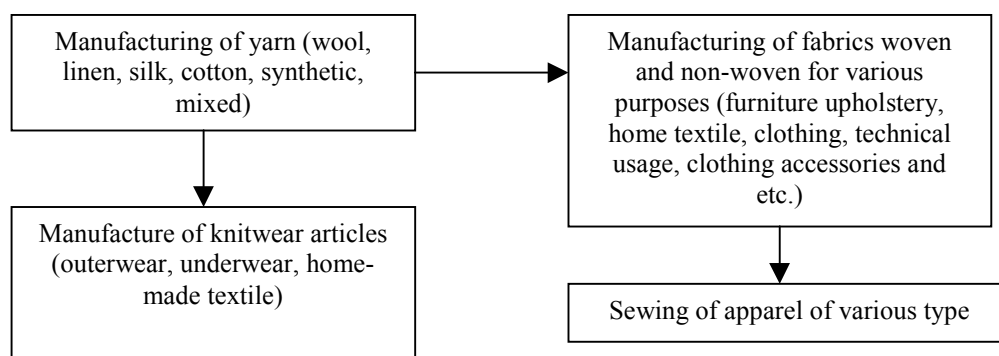 Manufacturing of yarn (wool,
linen, silk, cotton, synthetic,
mixed)
Manufacturing of fabrics woven
and non-woven for various
purposes (furniture upholstery,
home textile, clothing, technical
usage, clothing accessories and
etc.)
Manufacture of knitwear articles
(outerwear, underwear, home-
made textile)
Sewing of apparel of various type